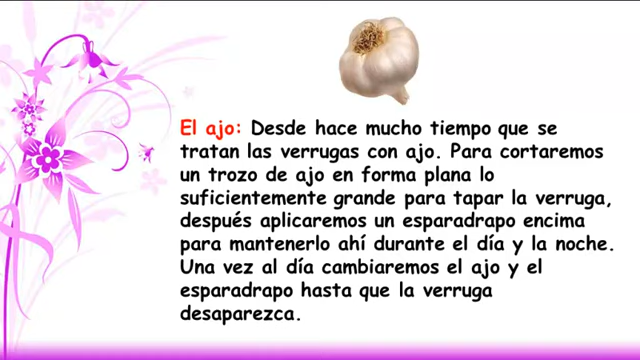 El ajo: Desde hace mucho tiempo que se
tratan las verrugas con ajo. Para cortaremos
un trozo de ajo en forma plana lo
suficientemente grande para tapar la verruga,
después aplicaremos un esparadrapo encima
para mantenerlo ahí durante el día y la noche.
Una vez al día cambiaremos el ajo y el
esparadrapo hasta que la verruga
desaparezca.